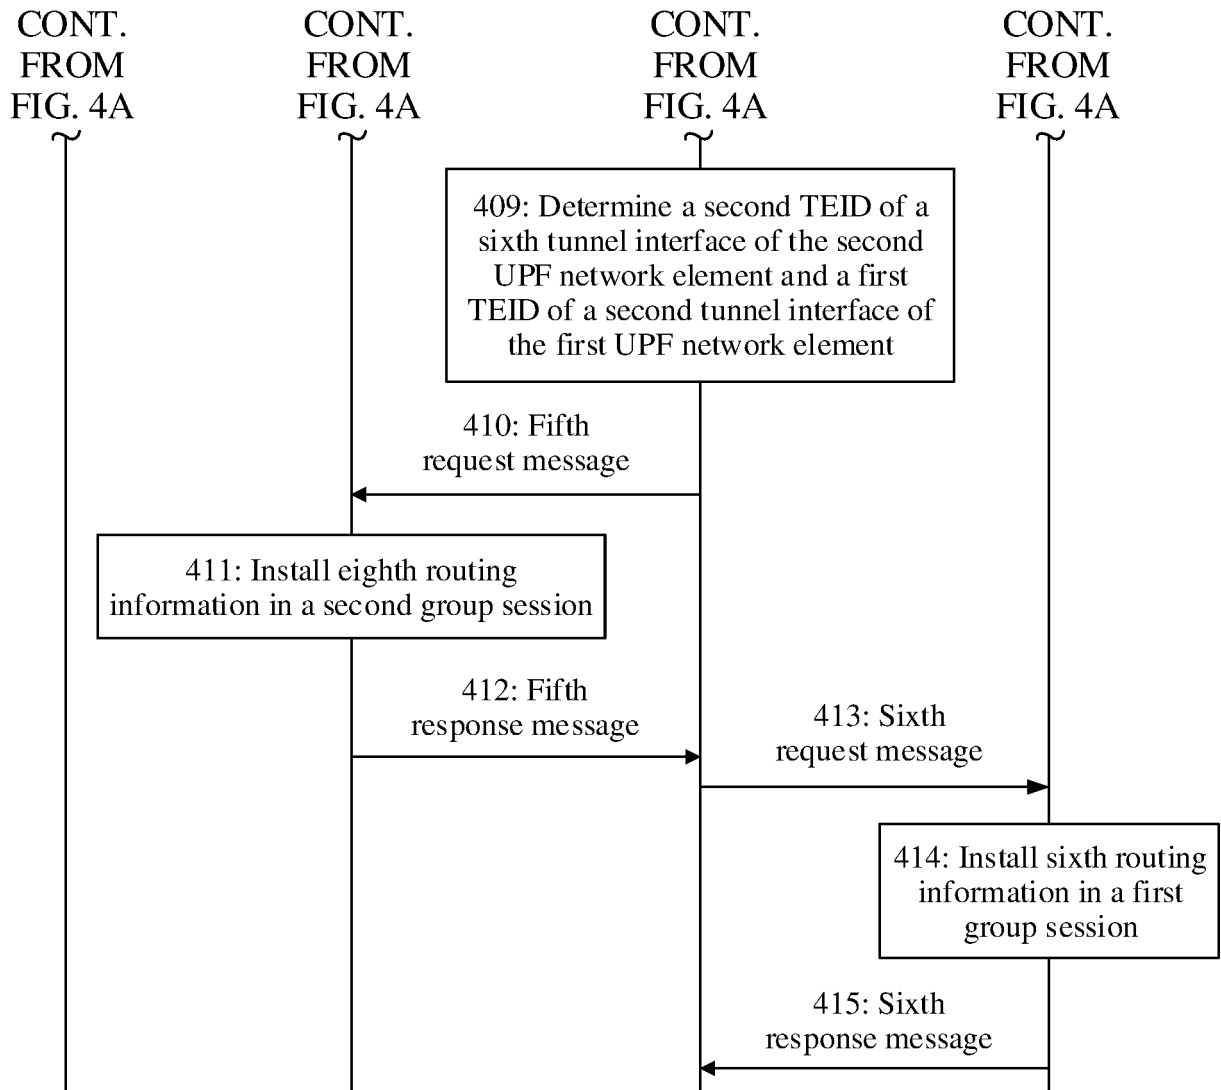 CONT.
FROM
FIG. 4A
CONT.
FROM
FIG. 4A
CONT.
FROM
FIG. 4A
CONT.
FROM
FIG. 4A
409: Determine a second TEID of a
sixth tunnel interface of the second
UPF network element and a first
TEID of a second tunnel interface of
the first UPF network element
410: Fifth
request message
411: Install eighth routing
information in a second group session
412: Fifth
response message
413: Sixth
request message
414: Install sixth routing
information in a first
group session
415: Sixth
response message